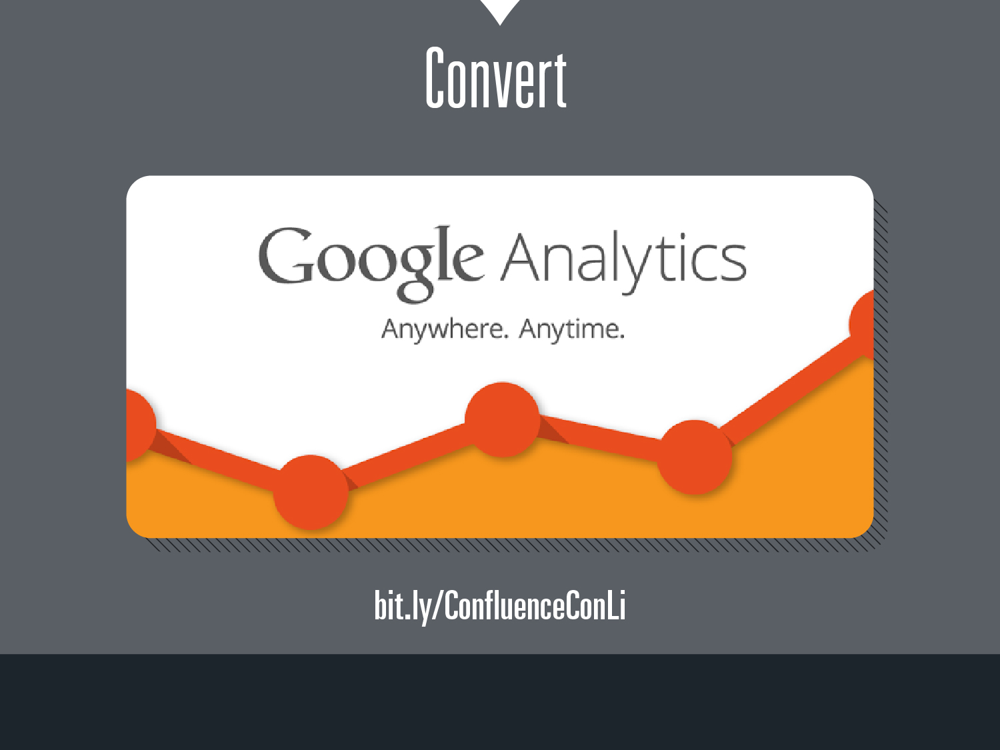 Convert
Google Analytics
Anywhere. Anytime.
bit.ly/ConfluenceConLi